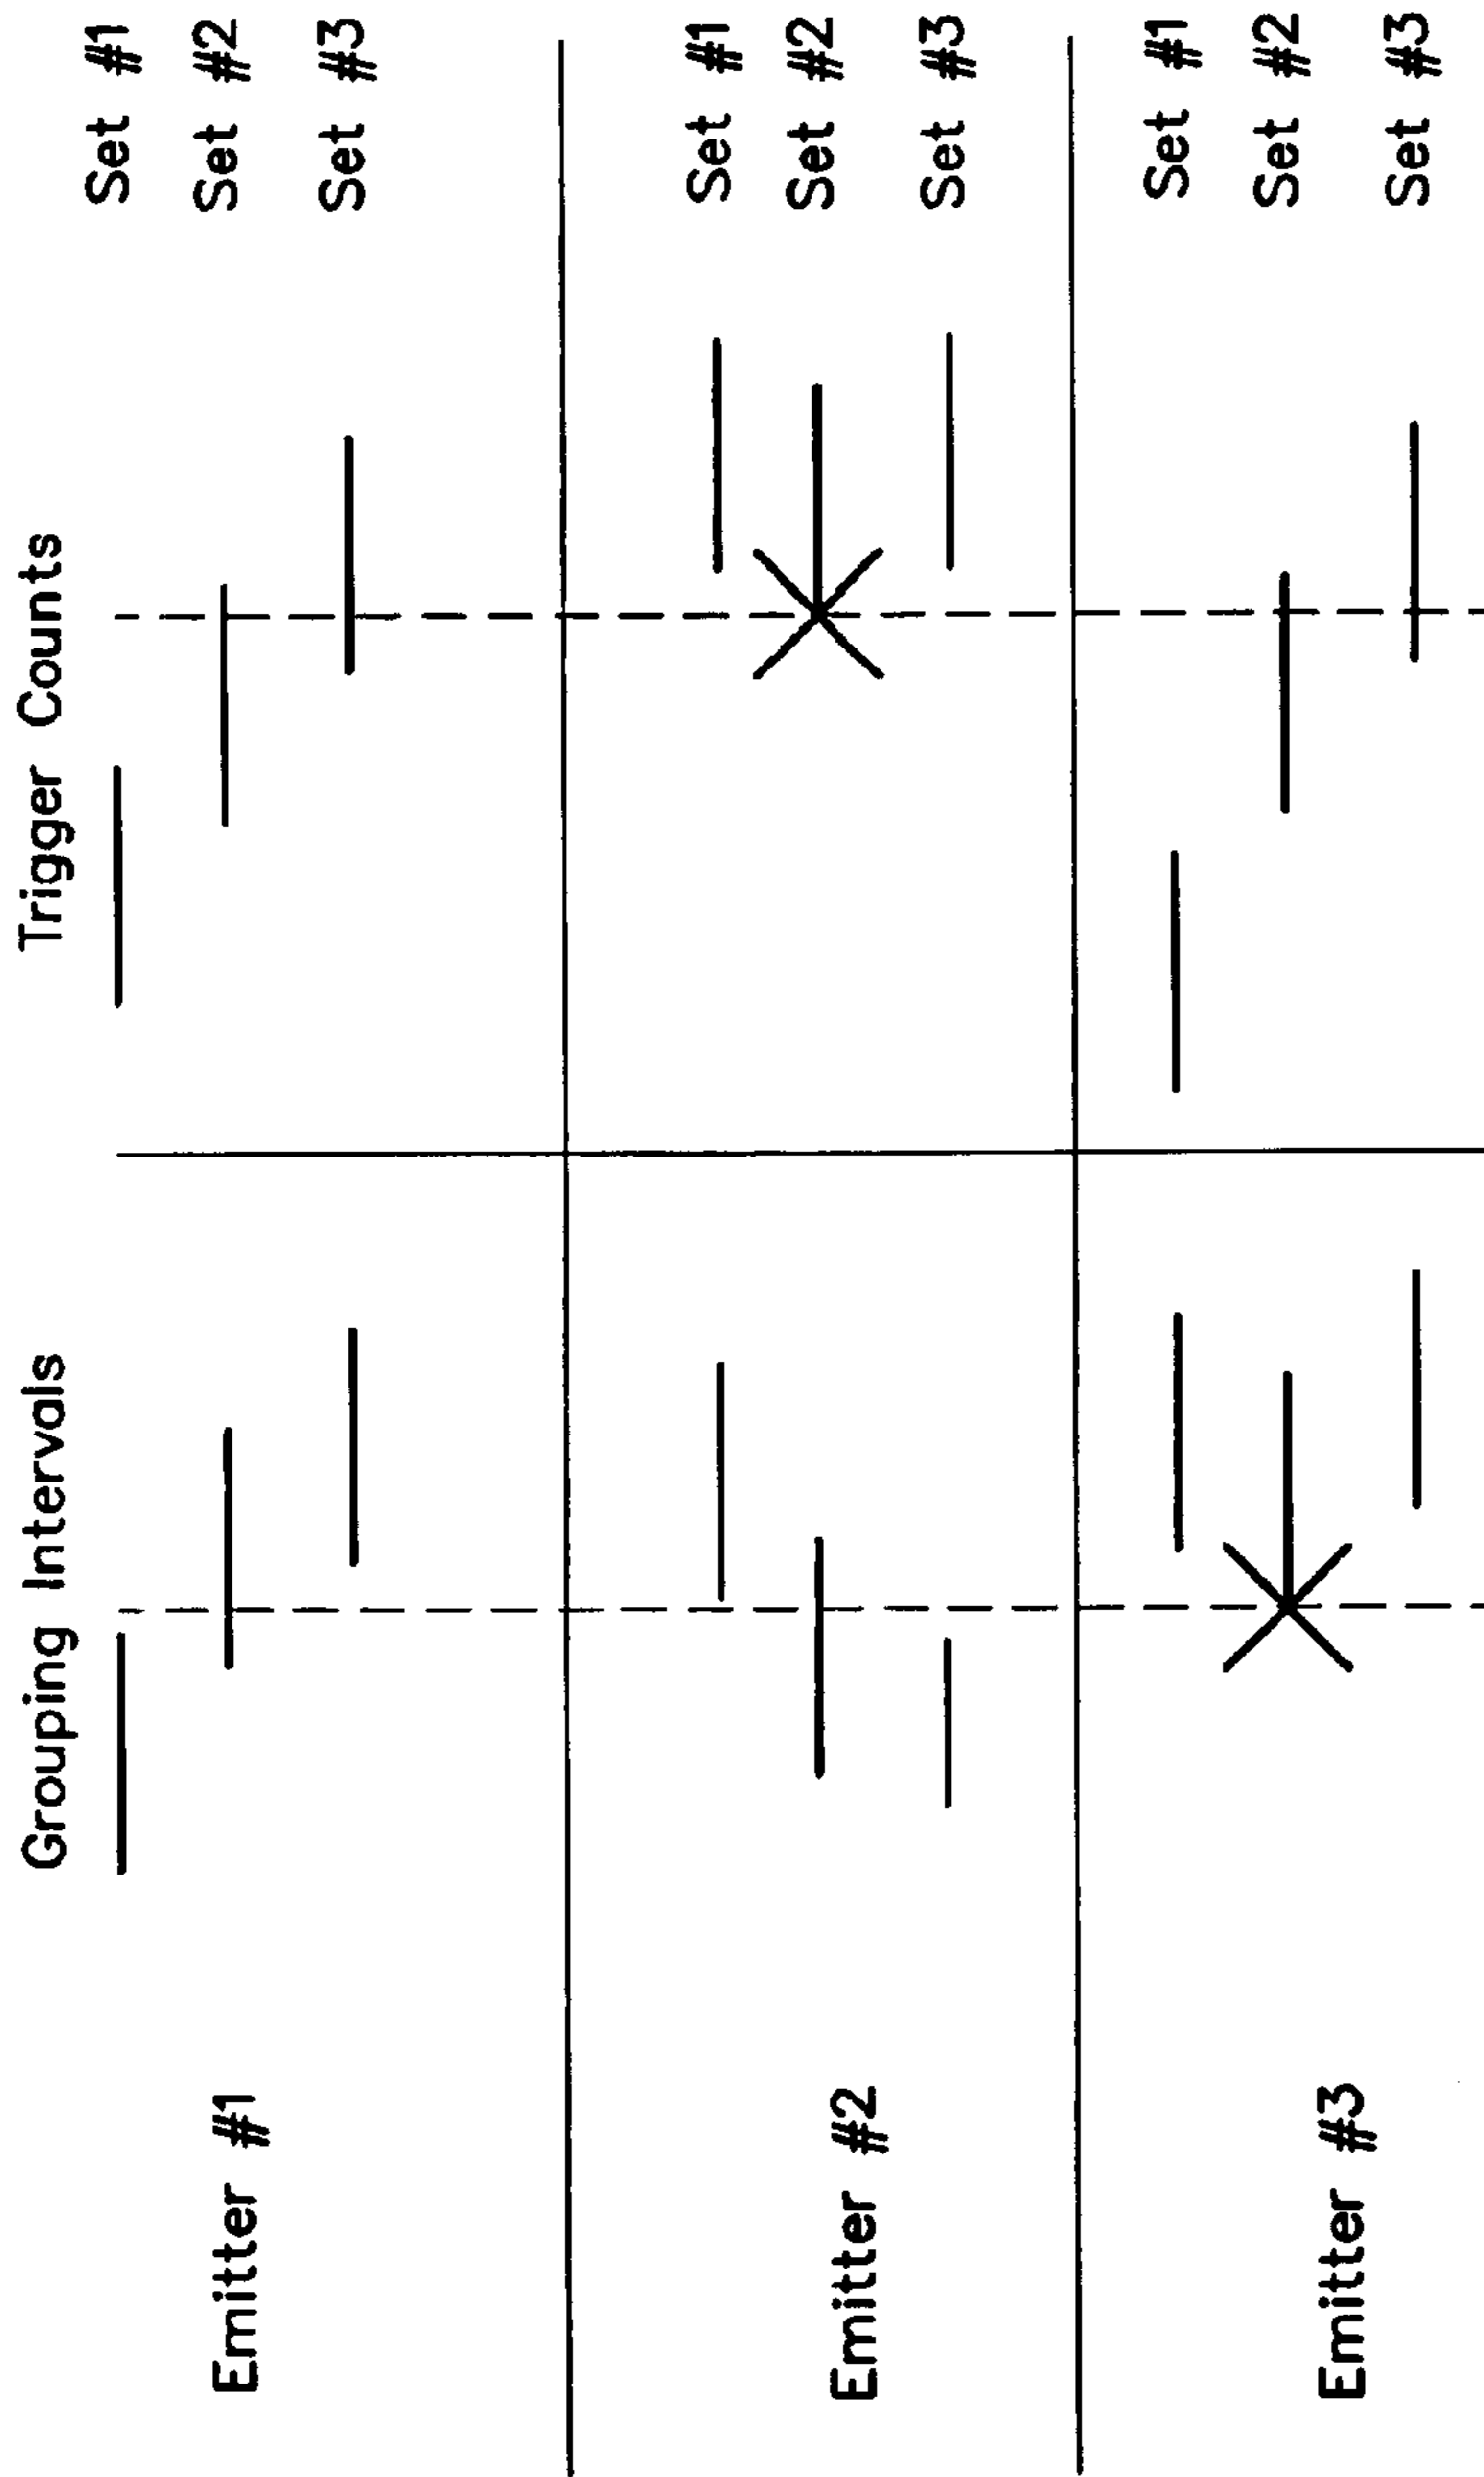 Grouping Intervals
Trigger Counts
Emitter #1
Set #1
Set #2
Set #3
Emitter #2
Set #1
Set #2
Set #3
Emitter #3
Set #1
Set #2
Set #3